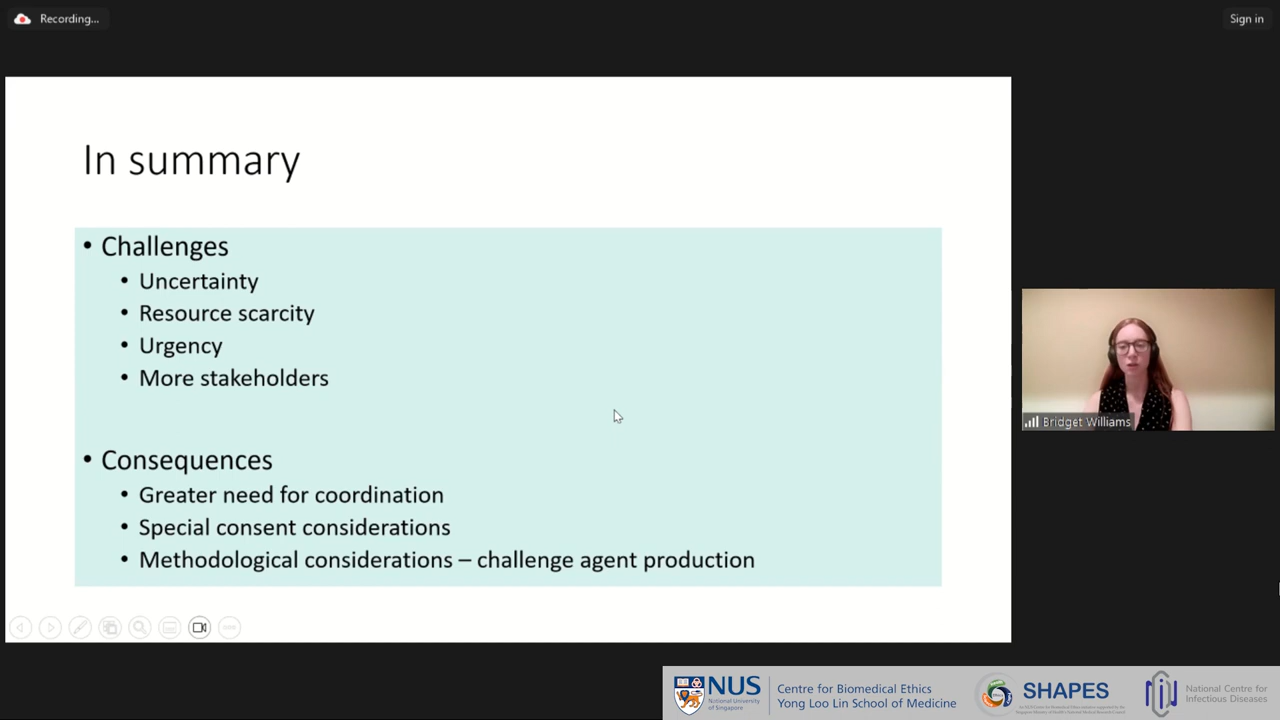 Recording...
Sign in
In summary
• Challenges
• Uncertainty
• Resource scarcity
• Urgency
• More stakeholders
• Consequences
• Greater need for coordination
• Special consent considerations
• Methodological considerations – challenge agent production
Bridget Williams
NUS
National University
of Singapore
Centre for Biomedical Ethics
Yong Loo Lin School of Medicine
SHAPES
National Centre for
Infectious Diseases